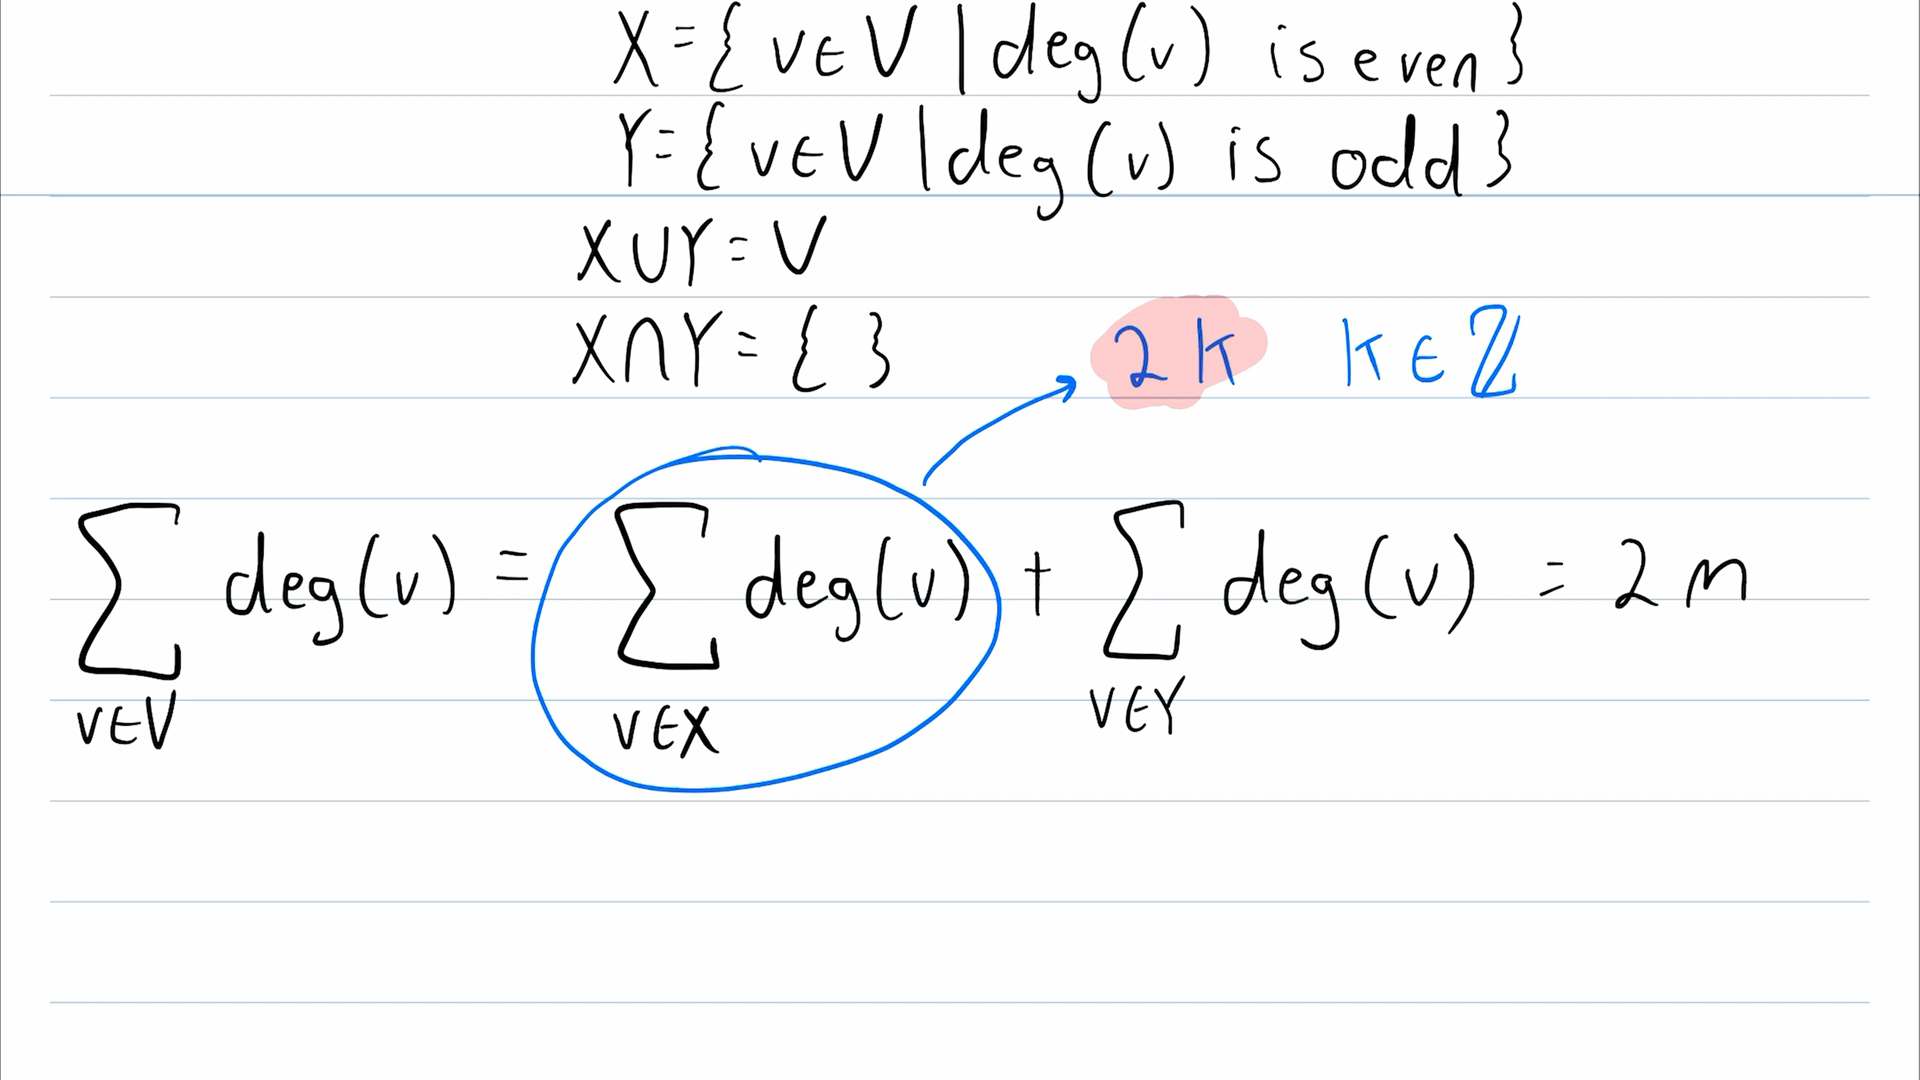 X = { v ∈ V | deg(v) is even }
Y = { v ∈ V | deg(v) is odd }
X ∪ Y = V
X ∩ Y = { }
2k k ∈ ℤ
∑ deg(v) = ∑ deg(v) + ∑ deg(v) = 2m
v∈V v∈X v∈Y